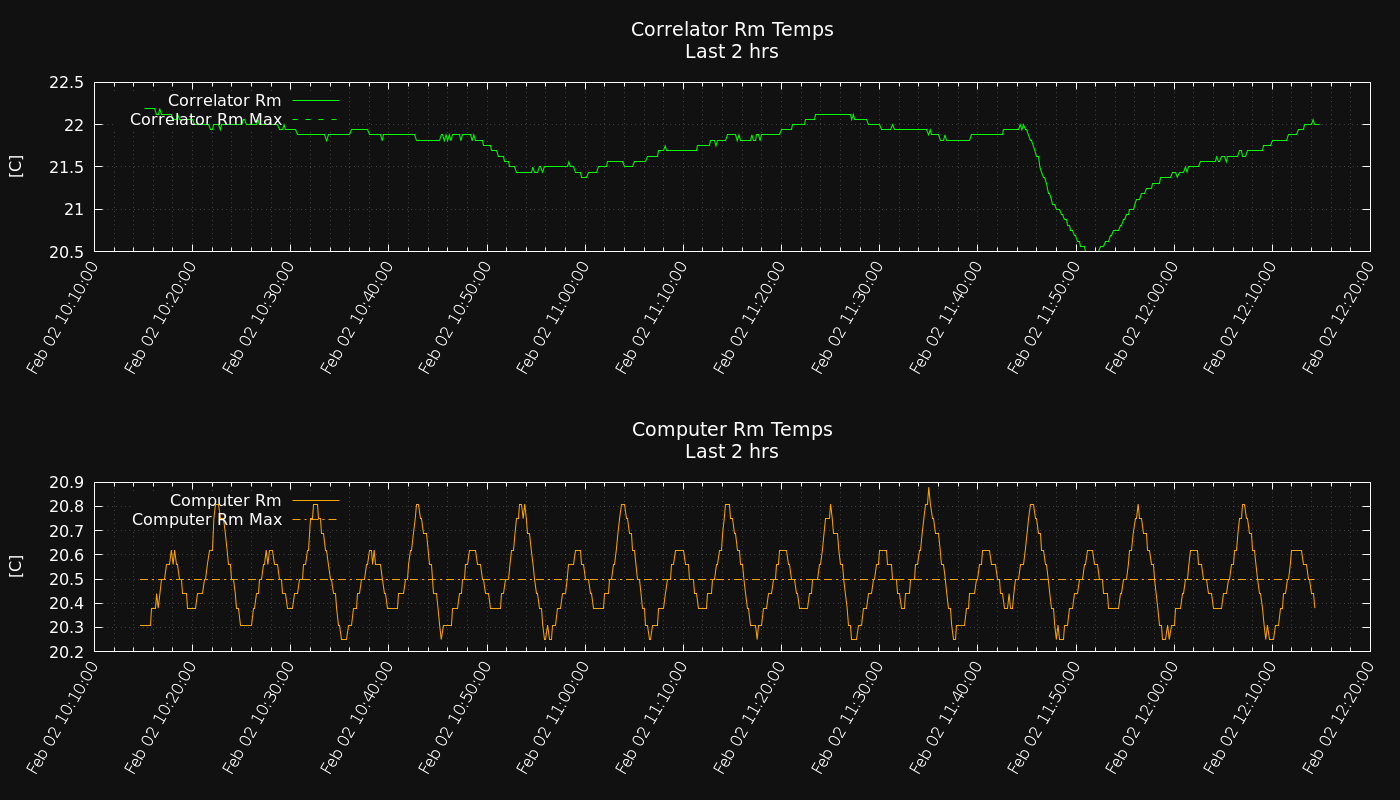 Correlator Rm Temps
Last 2 hrs
22.5
22
21.5
21
20.5
[C]
Correlator Rm
Correlator Rm Max
Feb 02 10:10:00
Feb 02 10:20:00
Feb 02 10:30:00
Feb 02 10:40:00
Feb 02 10:50:00
Feb 02 11:00:00
Feb 02 11:10:00
Feb 02 11:20:00
Feb 02 11:30:00
Feb 02 11:40:00
Feb 02 11:50:00
Feb 02 12:00:00
Feb 02 12:10:00
Feb 02 12:20:00
Computer Rm Temps
Last 2 hrs
20.9
20.8
20.7
20.6
20.5
20.4
20.3
20.2
[C]
Computer Rm
Computer Rm Max
Feb 02 10:10:00
Feb 02 10:20:00
Feb 02 10:30:00
Feb 02 10:40:00
Feb 02 10:50:00
Feb 02 11:00:00
Feb 02 11:10:00
Feb 02 11:20:00
Feb 02 11:30:00
Feb 02 11:40:00
Feb 02 11:50:00
Feb 02 12:00:00
Feb 02 12:10:00
Feb 02 12:20:00